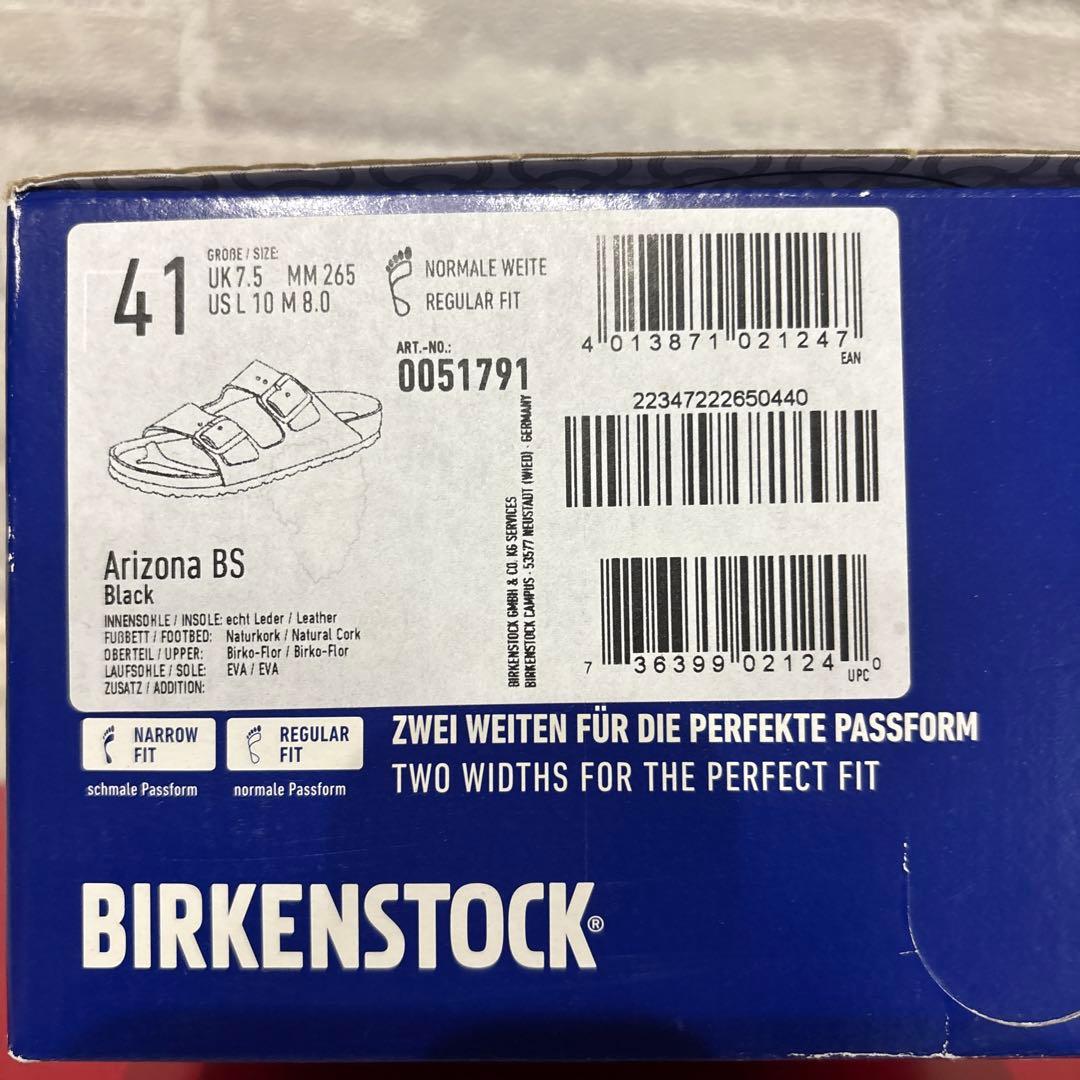 41
GRÖßE / SIZE:
UK 7.5 MM 265
US L 10 M 8.0
NORMALE WEITE
REGULAR FIT
ART.-NO.:
0051791
4 013871 021247
EAN
22347222650440
7 36399 02124 0
UPC
BIRKENSTOCK GMBH & CO. KG SERVICES
BIRKENSTOCK CAMPUS · 53577 NEUSTADT (WIED) · GERMANY
Arizona BS
Black
INNENSOHLE / INSOLE: echt Leder / Leather
FUßBETT / FOOTBED: Naturkork / Natural Cork
OBERTEIL / UPPER: Birko-Flor / Birko-Flor
LAUFSOHLE / SOLE: EVA / EVA
ZUSATZ / ADDITION:
NARROW
FIT
schmale Passform
REGULAR
FIT
normale Passform
ZWEI WEITEN FÜR DIE PERFEKTE PASSFORM
TWO WIDTHS FOR THE PERFECT FIT
BIRKENSTOCK®